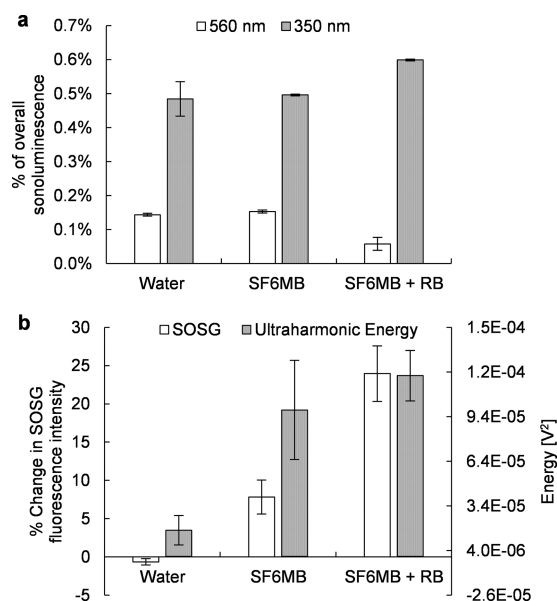 a
560 nm 350 nm
% of overall
sonoluminescence
0.7%
0.6%
0.5%
0.4%
0.3%
0.2%
0.1%
0.0%
Water SF6MB SF6MB + RB
b
SOSG Ultraharmonic Energy
% Change in SOSG
fluorescence intensity
30
25
20
15
10
5
0
-5
Water SF6MB SF6MB + RB
1.5E-04
1.2E-04
9.4E-05
6.4E-05
3.4E-05
4.0E-06
-2.6E-05
Energy [V²]